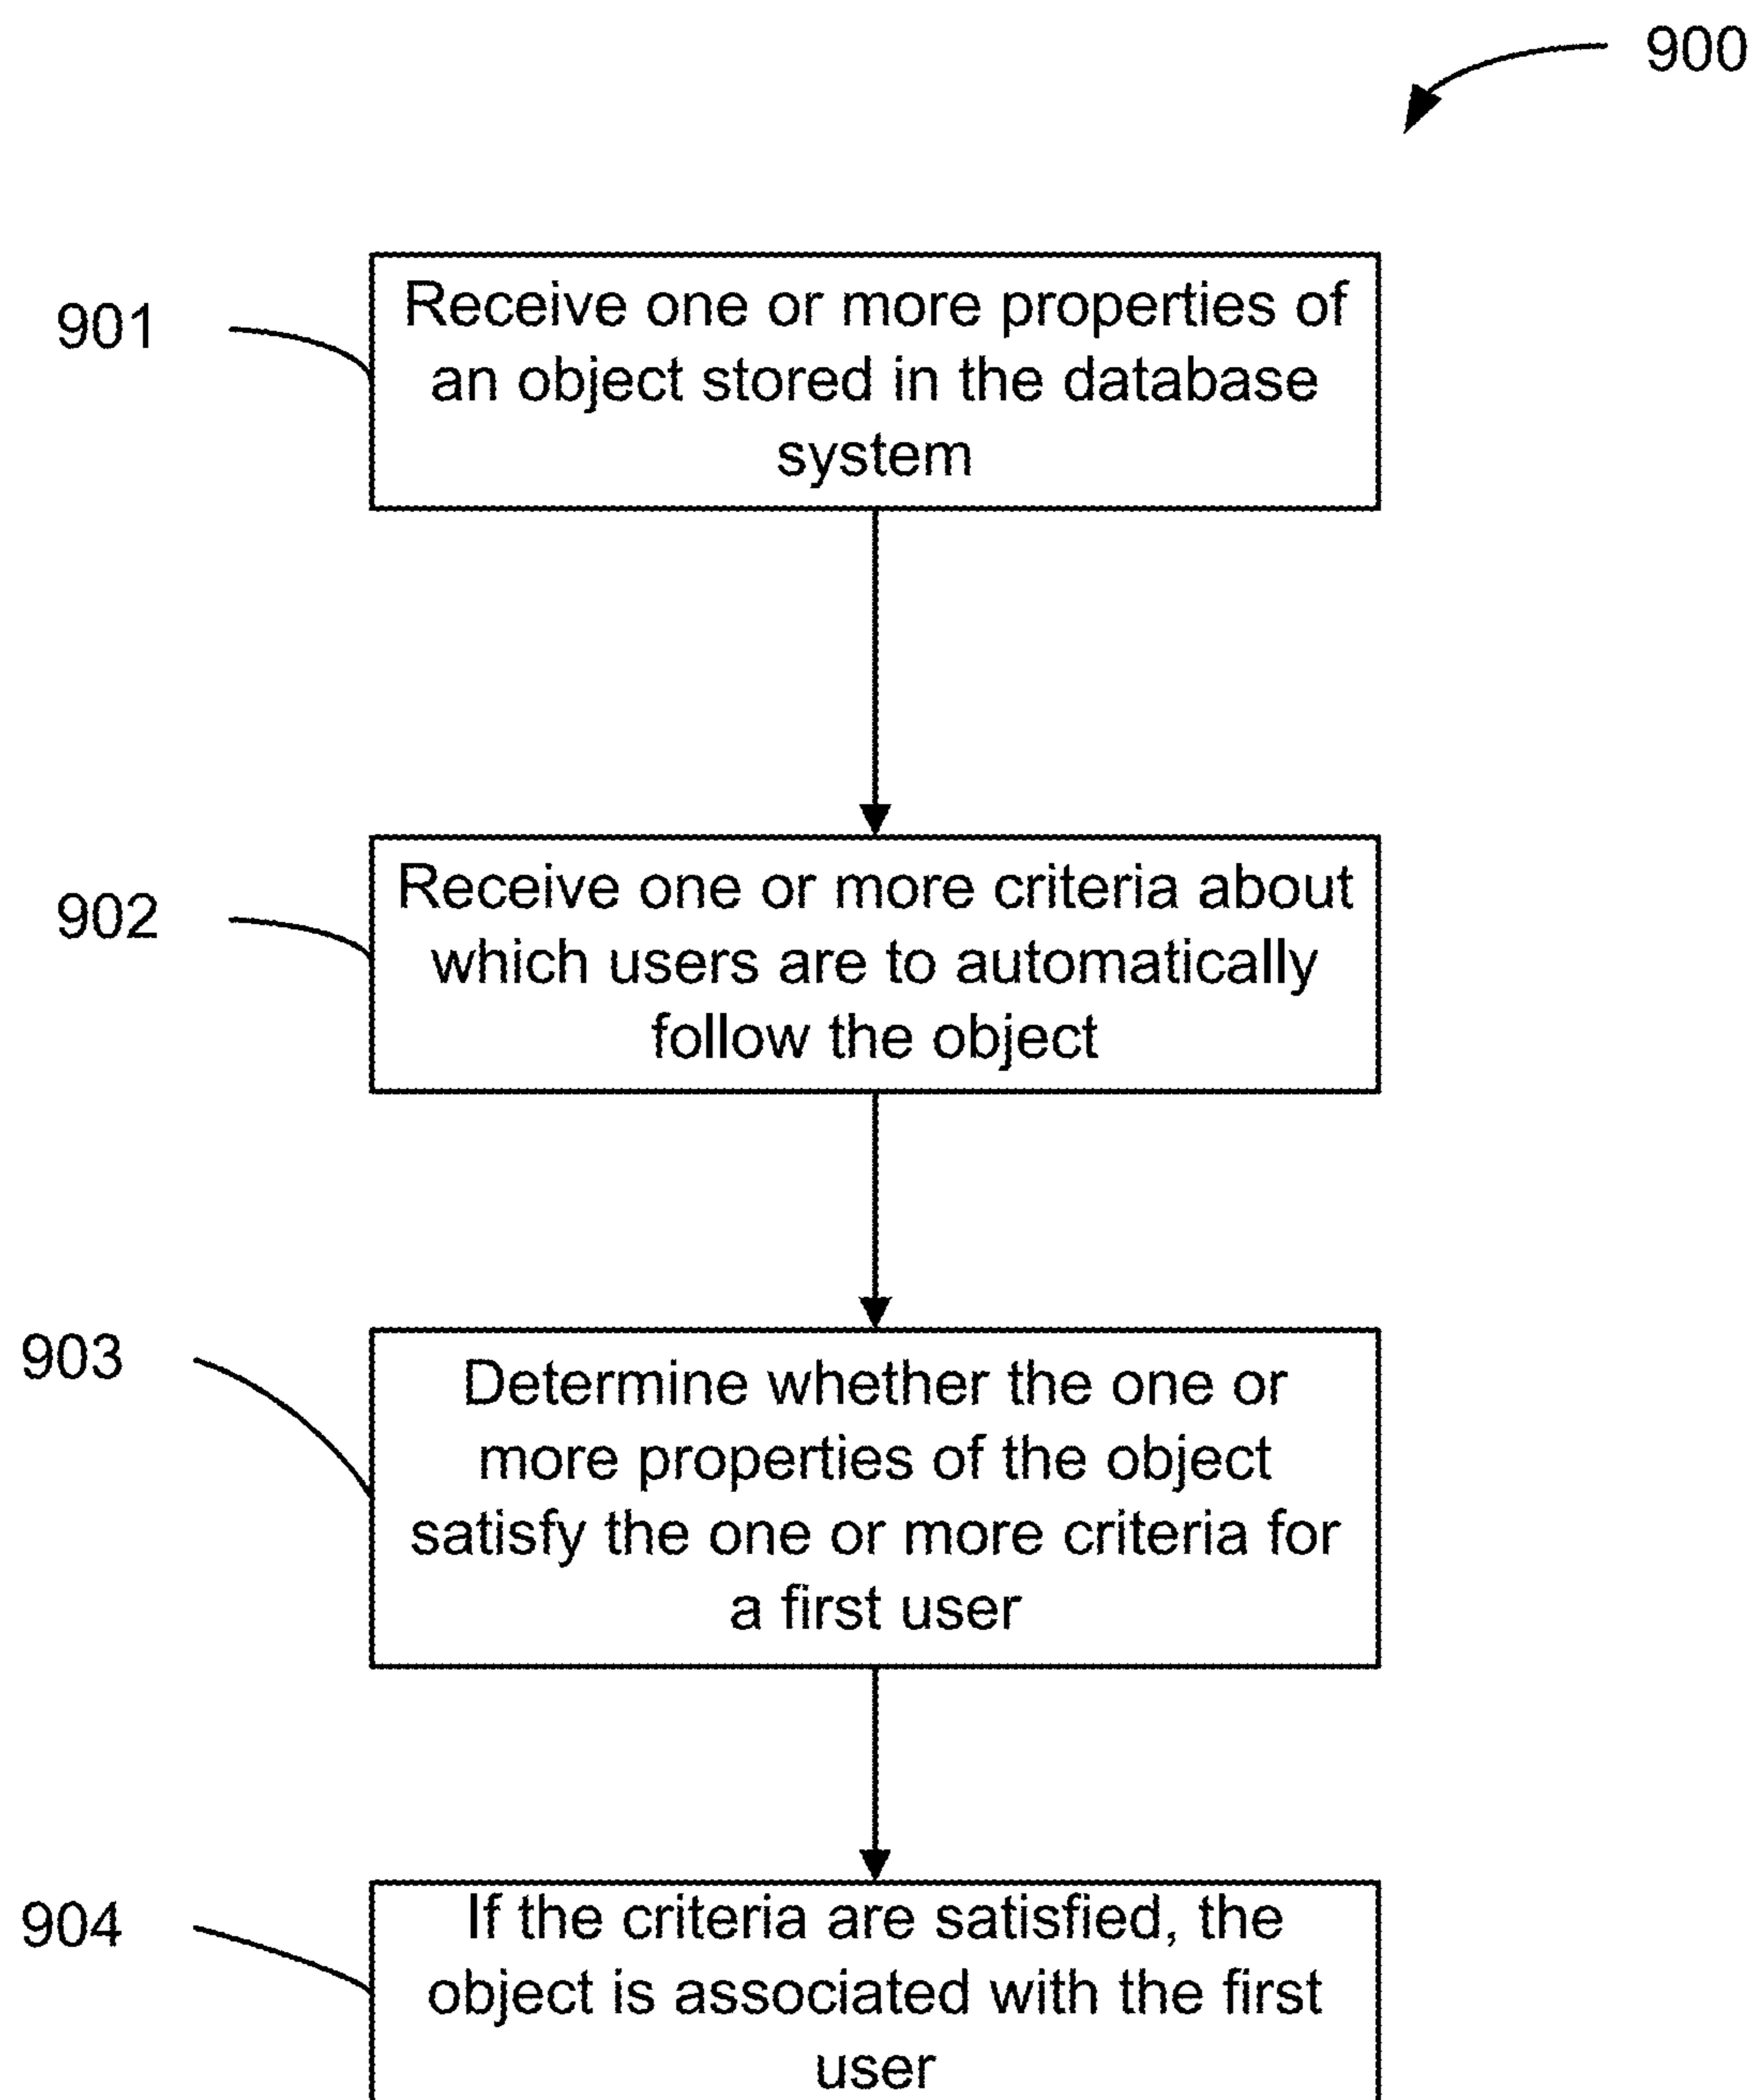 900
901
Receive one or more properties of
an object stored in the database
system
902
Receive one or more criteria about
which users are to automatically
follow the object
903
Determine whether the one or
more properties of the object
satisfy the one or more criteria for
a first user
904
If the criteria are satisfied, the
object is associated with the first
user